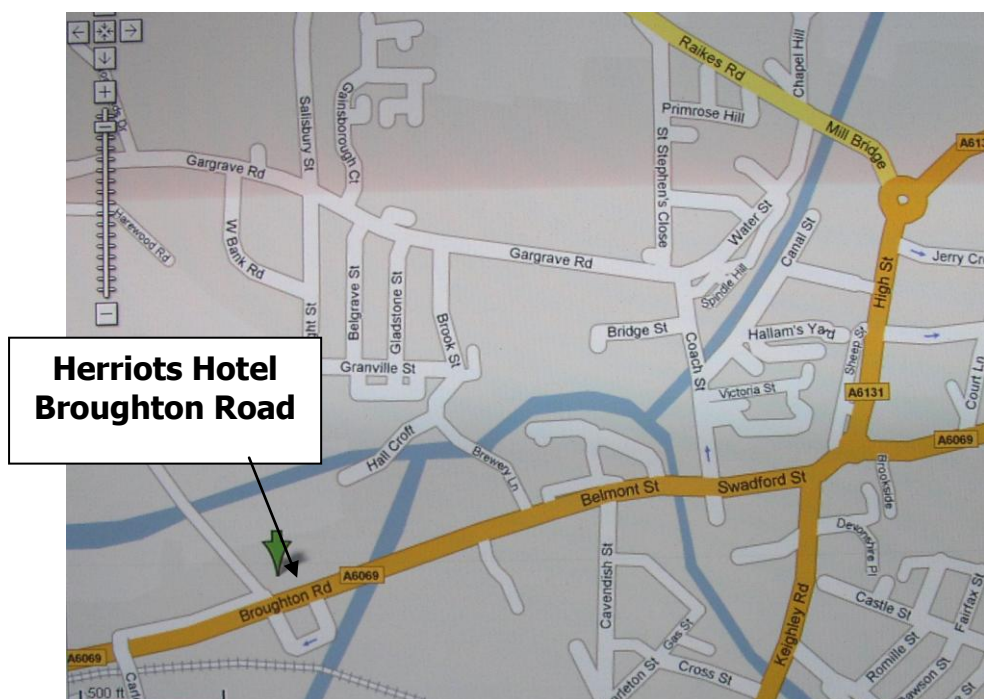 Raikes Rd
Chapel Hill
Primrose Hill
Mill Bridge
Salisbury St
Gainsborough Ct
St Stephen's Close
Gargrave Rd
W Bank Rd
Harewood Rd
Water St
Canal St
Spindle Hill
Gargrave Rd
High St
Jerry Cr
Belgrave St
Gladstone St
Brook St
Bridge St
Hallam's Yard
Sheep St
Coach St
Court Ln
Granville St
Victoria St
A6131
Herriots Hotel
Broughton Road
Hall Croft
Brewery Ln
A6069
Belmont St
Swadford St
Brookside
Devonshire Pl
A6069
Broughton Rd
Cavendish St
Keighley Rd
Castle St
Fairfax St
Gas St
Romille St
Cross St
A6069
500 ft